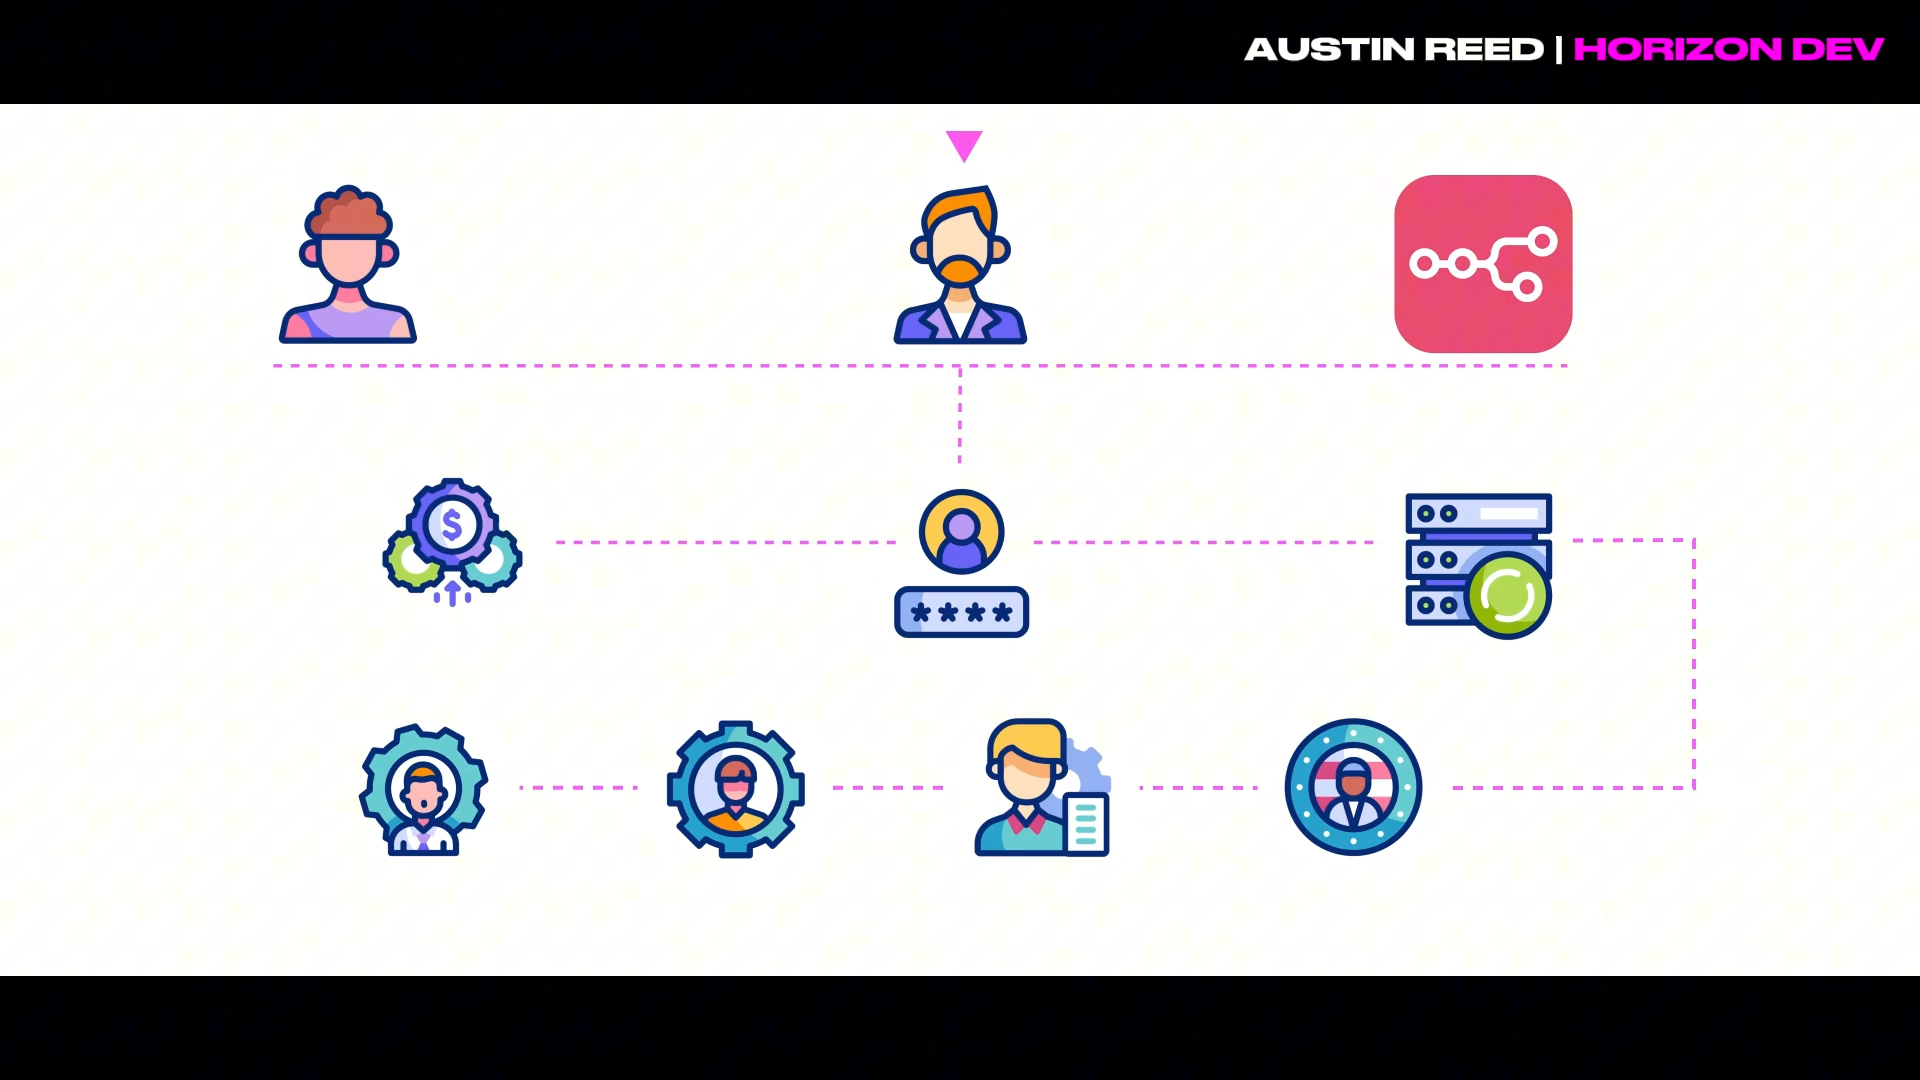 AUSTIN REED | HORIZON DEV
$
****